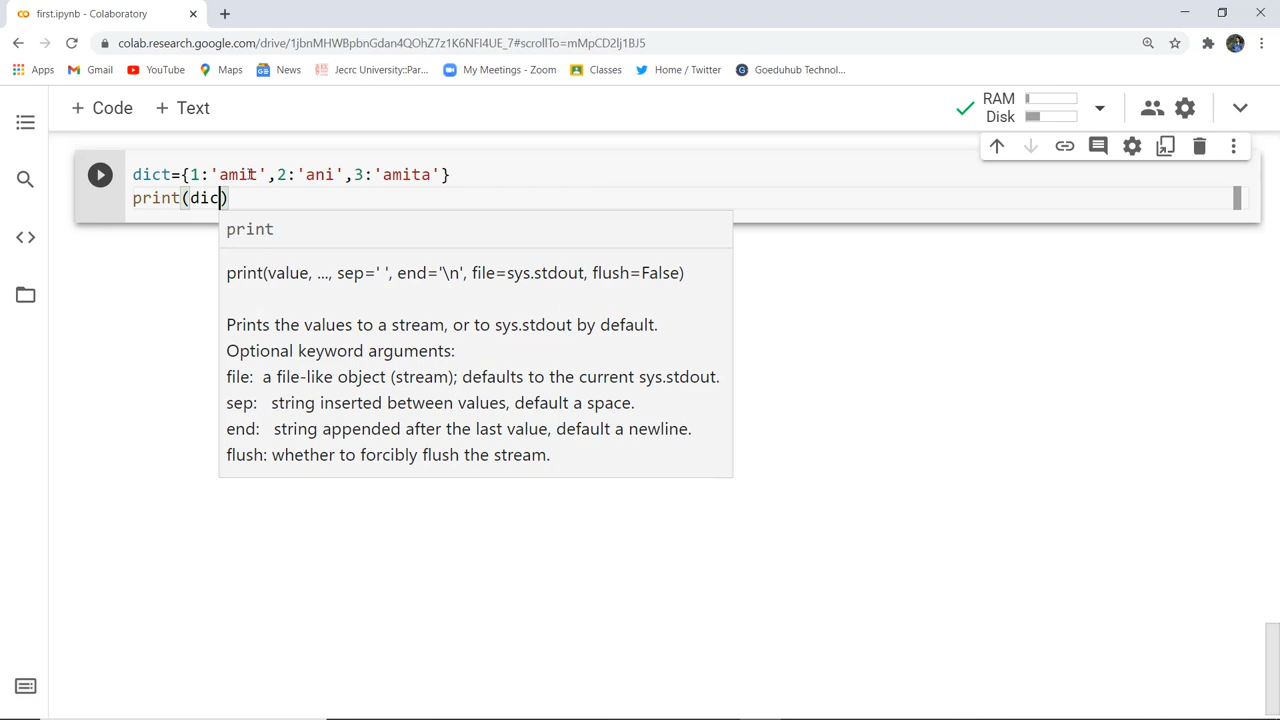 first.ipynb - Colaboratory
colab.research.google.com/drive/1jbnMHWBpbnGdan4QOhZ7z1K6NFI4UE_7#scrollTo=mMpCD2lj1BJ5
Apps Gmail YouTube Maps News Jecrc University::Par... My Meetings - Zoom Classes Home / Twitter Goeduhub Technol...
+ Code + Text
RAM
Disk
dict={1:'amit',2:'ani',3:'amita'}
print(dic)
print
print(value, ..., sep=' ', end='\n', file=sys.stdout, flush=False)
Prints the values to a stream, or to sys.stdout by default.
Optional keyword arguments:
file: a file-like object (stream); defaults to the current sys.stdout.
sep: string inserted between values, default a space.
end: string appended after the last value, default a newline.
flush: whether to forcibly flush the stream.